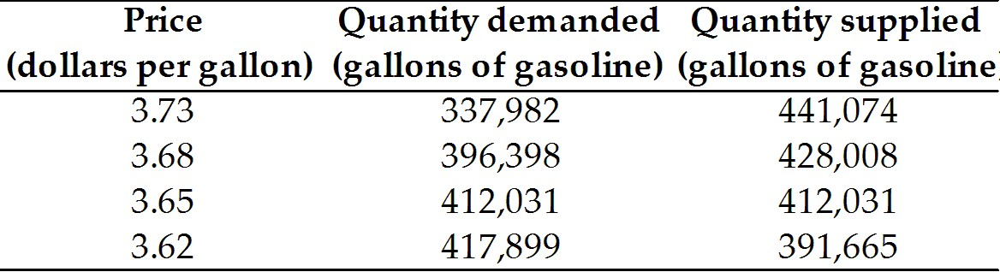 Price Quantity demanded Quantity supplied
(dollars per gallon) (gallons of gasoline) (gallons of gasoline)
3.73 337,982 441,074
3.68 396,398 428,008
3.65 412,031 412,031
3.62 417,899 391,665